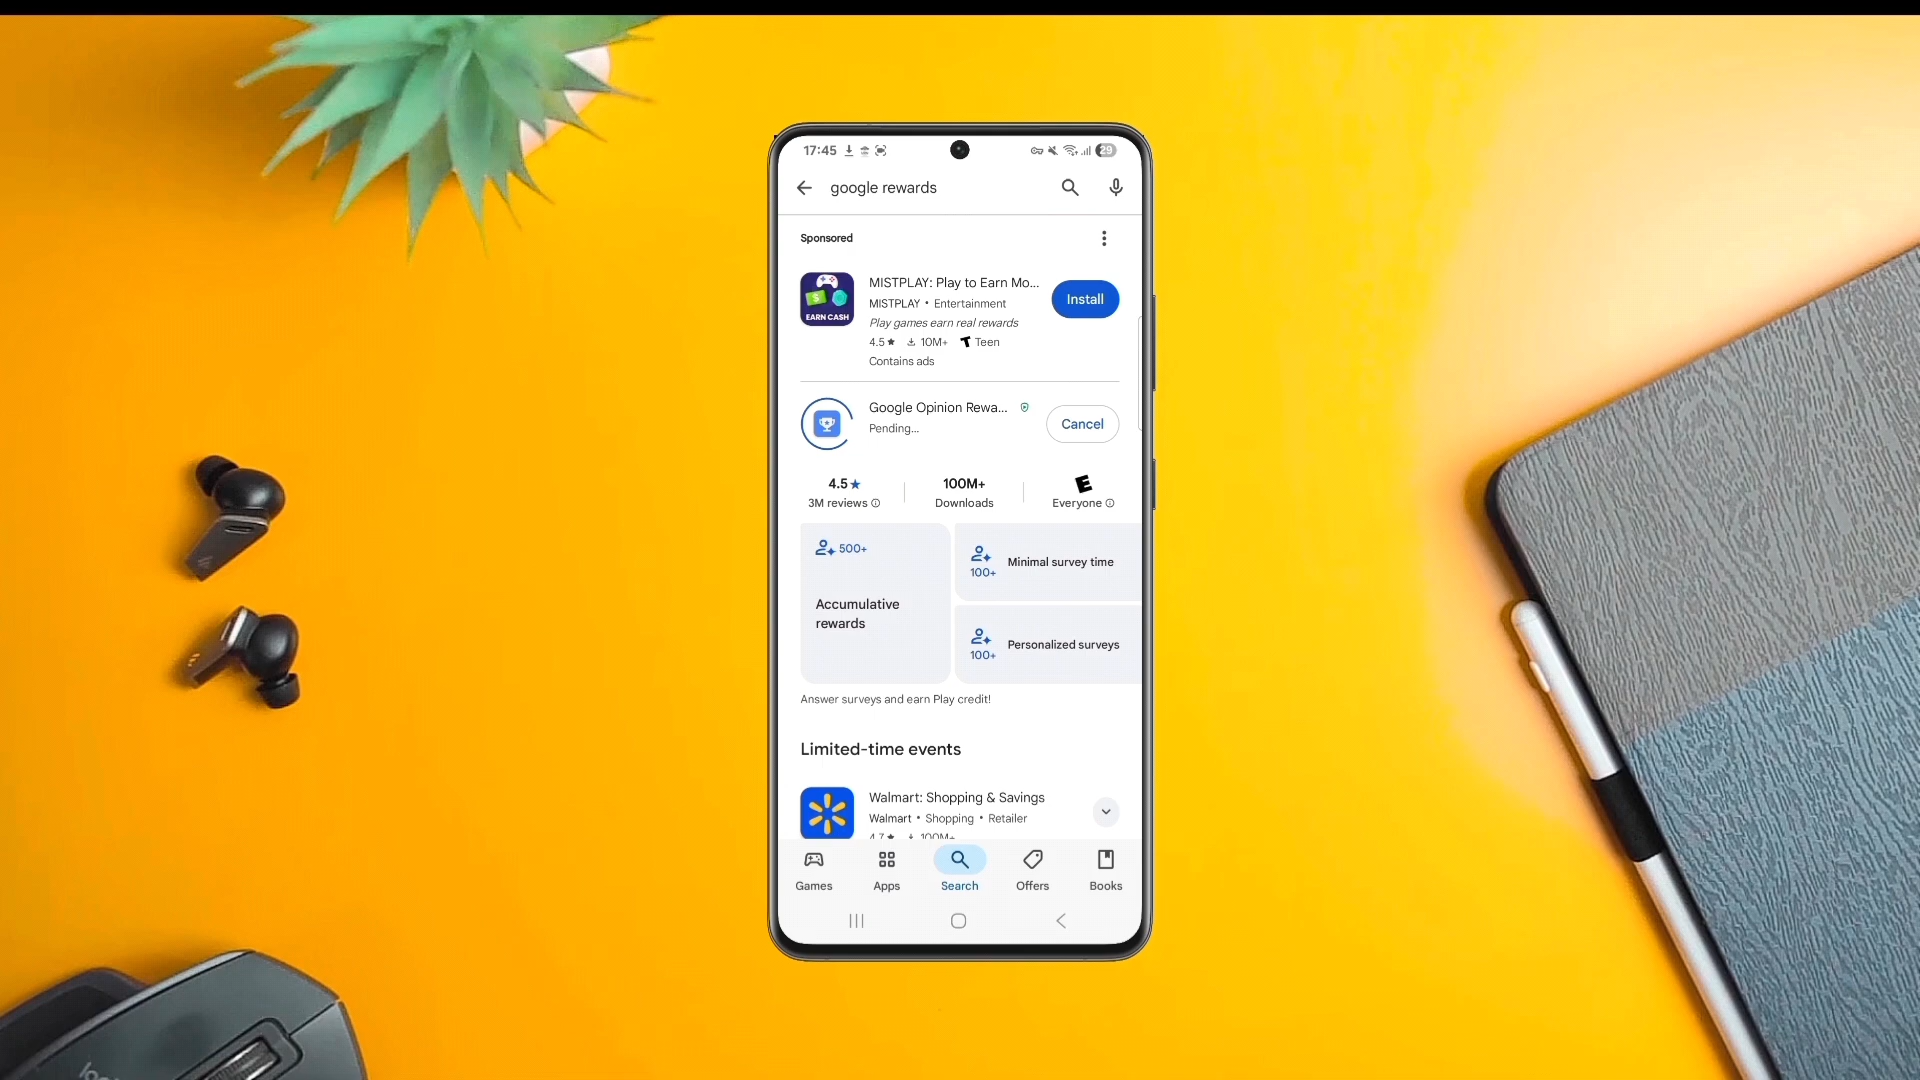 17:45
29
google rewards
Sponsored
MISTPLAY: Play to Earn Mo...
MISTPLAY • Entertainment
Play games earn real rewards
4.5★ 10M+ Teen
Contains ads
Install
EARN CASH
Google Opinion Rewa...
Pending...
Cancel
4.5★
3M reviews
100M+
Downloads
E
Everyone
500+
Accumulative
rewards
100+
Minimal survey time
100+
Personalized surveys
Answer surveys and earn Play credit!
Limited-time events
Walmart: Shopping & Savings
Walmart • Shopping • Retailer
4.7★ 100M+
Games
Apps
Search
Offers
Books